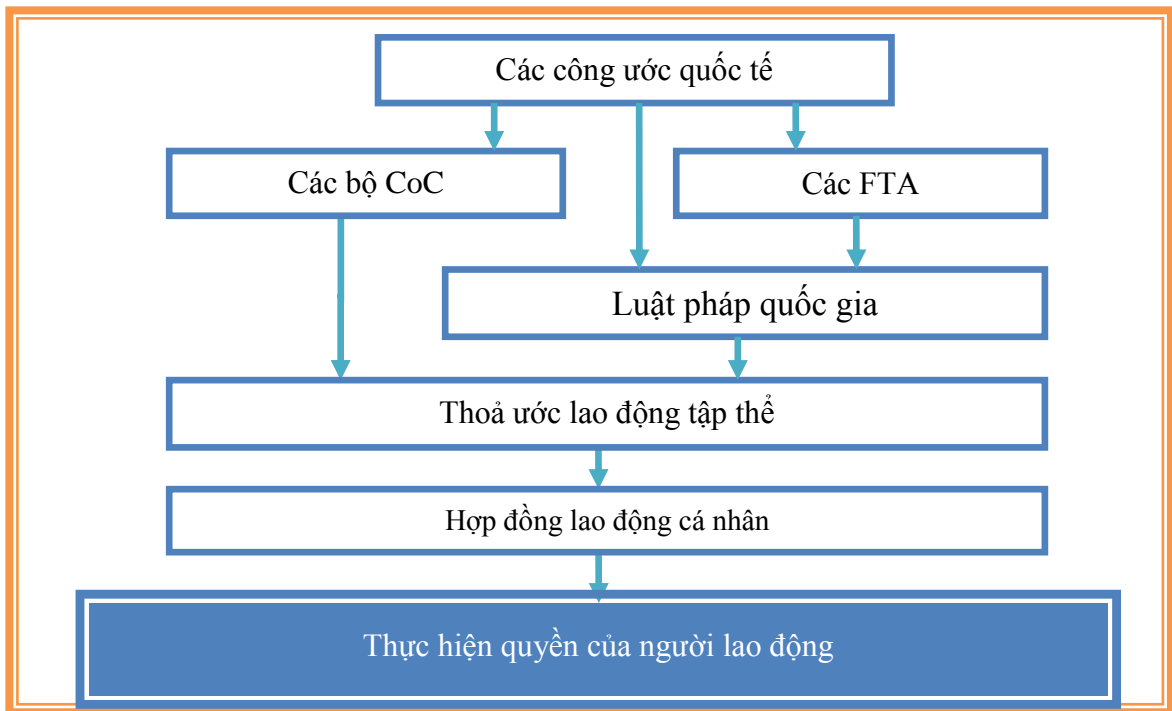 Các công ước quốc tế
Các bộ CoC
Các FTA
Luật pháp quốc gia
Thoả ước lao động tập thể
Hợp đồng lao động cá nhân
Thực hiện quyền của người lao động